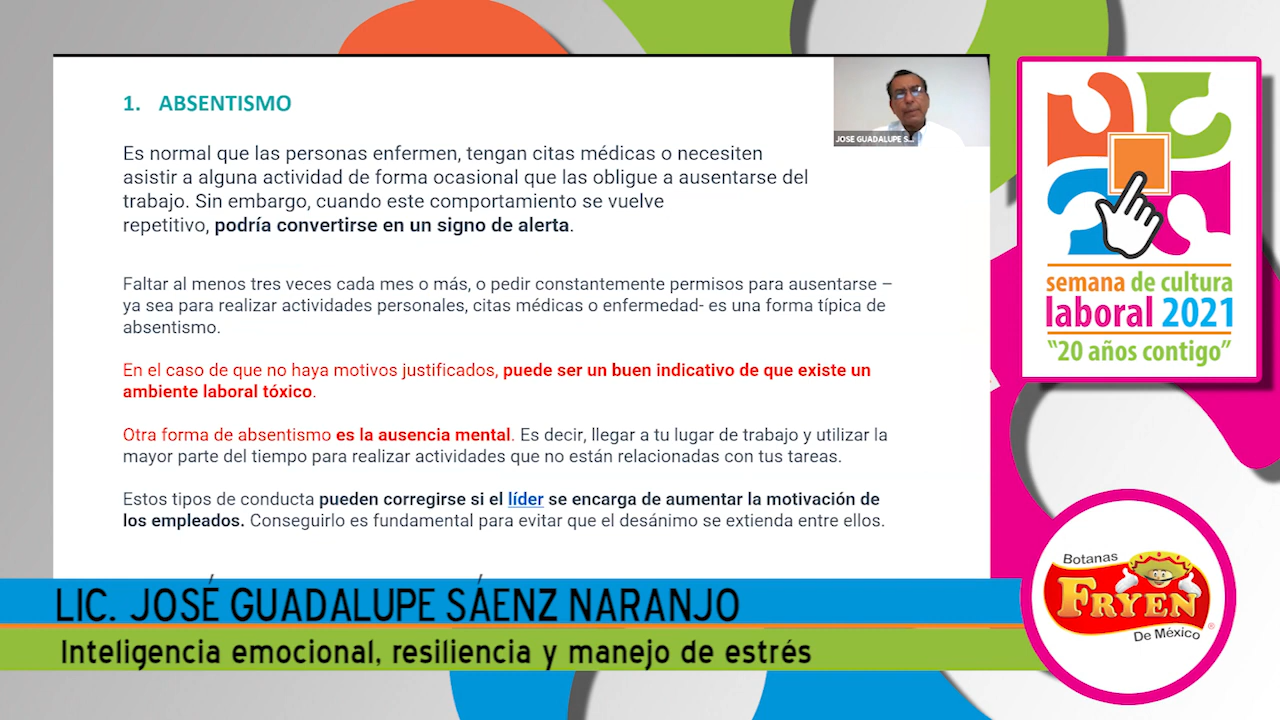 1. ABSENTISMO
Es normal que las personas enfermen, tengan citas médicas o necesiten
asistir a alguna actividad de forma ocasional que las obligue a ausentarse del
trabajo. Sin embargo, cuando este comportamiento se vuelve
repetitivo, podría convertirse en un signo de alerta.
Faltar al menos tres veces cada mes o más, o pedir constantemente permisos para ausentarse –
ya sea para realizar actividades personales, citas médicas o enfermedad- es una forma típica de
absentismo.
En el caso de que no haya motivos justificados, puede ser un buen indicativo de que existe un
ambiente laboral tóxico.
Otra forma de absentismo es la ausencia mental. Es decir, llegar a tu lugar de trabajo y utilizar la
mayor parte del tiempo para realizar actividades que no están relacionadas con tus tareas.
Estos tipos de conducta pueden corregirse si el líder se encarga de aumentar la motivación de
los empleados. Conseguirlo es fundamental para evitar que el desánimo se extienda entre ellos.
JOSE GUADALUPE S...
semana de cultura
laboral 2021
"20 años contigo"
LIC. JOSÉ GUADALUPE SÁENZ NARANJO
Inteligencia emocional, resiliencia y manejo de estrés
Botanas
FRYEN
®
De México